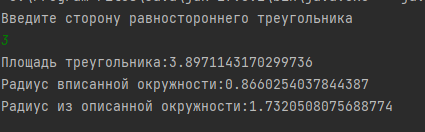 Введите сторону равностороннего треугольника
3
Площадь треугольника:3.8971143170299736
Радиус вписанной окружности:0.8660254037844387
Радиус из описанной окружности:1.7320508075688774